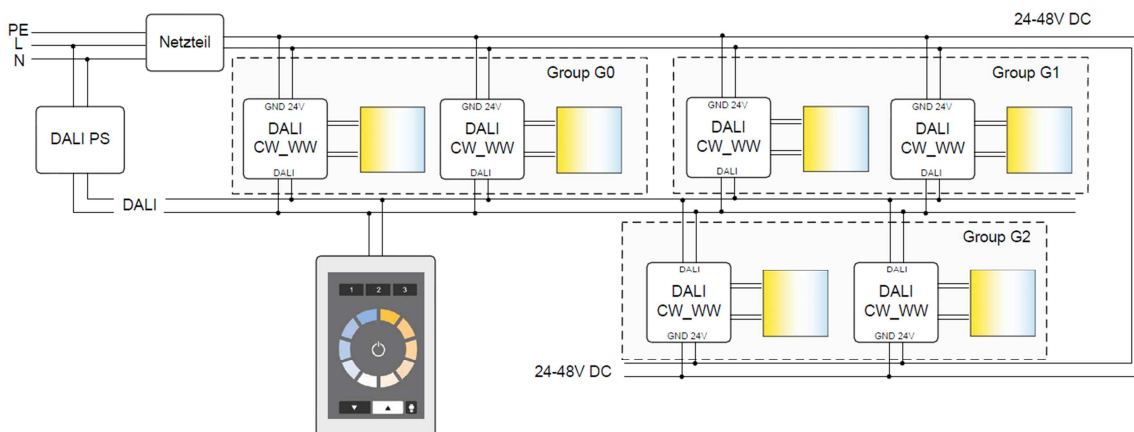 PE
L
N
Netzteil
24-48V DC
DALI PS
DALI
Group G0
GND 24V
DALI
CW_WW
DALI
GND 24V
DALI
CW_WW
DALI
Group G1
GND 24V
DALI
CW_WW
DALI
GND 24V
DALI
CW_WW
DALI
Group G2
DALI
DALI
CW_WW
GND 24V
DALI
DALI
CW_WW
GND 24V
24-48V DC
1 2 3